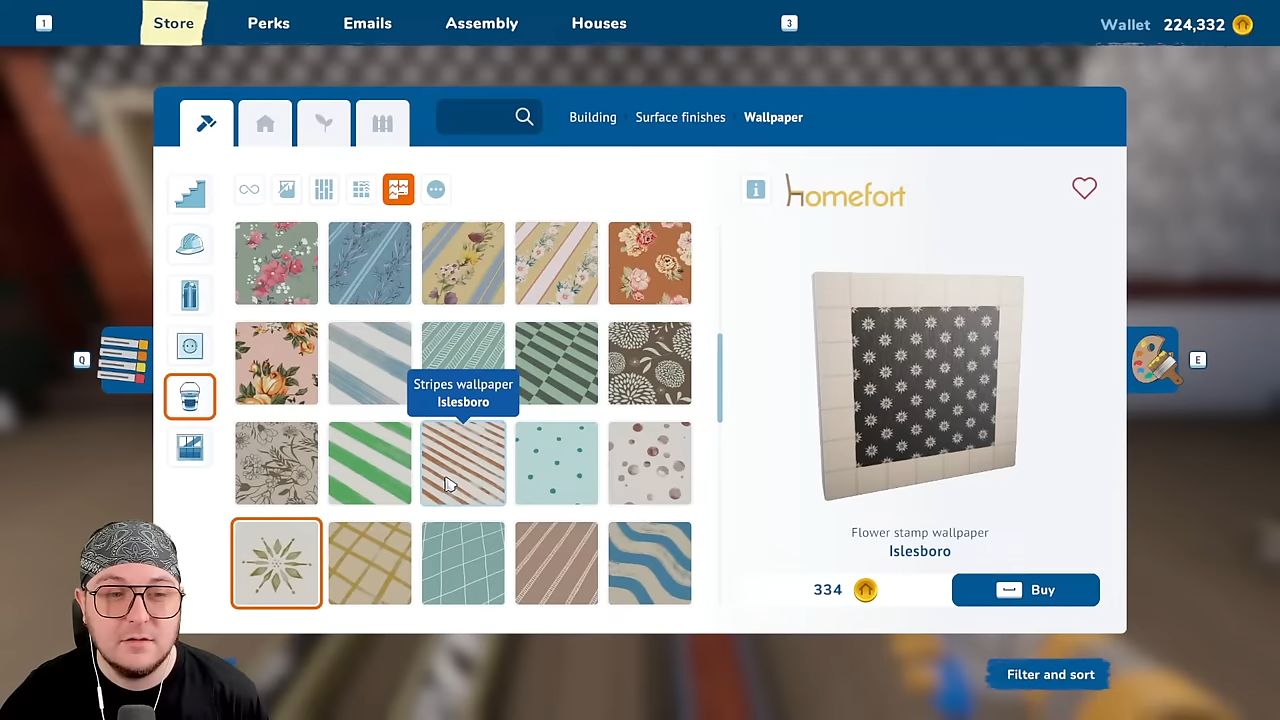 1
Store
Perks
Emails
Assembly
Houses
3
Wallet 224,332
Building
Surface finishes
Wallpaper
homefort
Stripes wallpaper
Islesboro
Q
E
Flower stamp wallpaper
Islesboro
334
Buy
Filter and sort